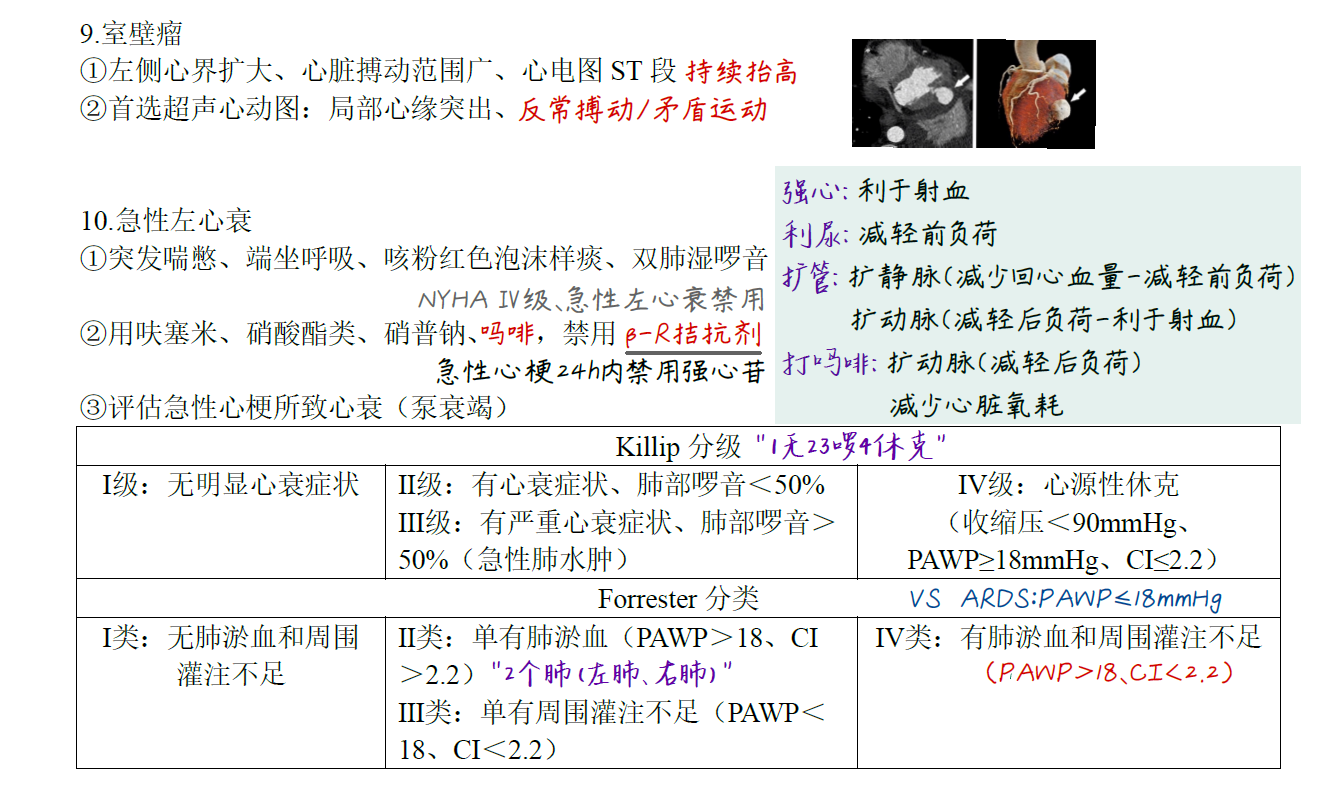 9.室壁瘤
①左侧心界扩大、心脏搏动范围广、心电图 ST 段 持续抬高
②首选超声心动图：局部心缘突出、反常搏动/矛盾运动
10.急性左心衰
①突发喘憋、端坐呼吸、咳粉红色泡沫样痰、双肺湿啰音
NYHA IV级、急性左心衰禁用
②用呋塞米、硝酸酯类、硝普钠、吗啡，禁用 β-R拮抗剂
急性心梗24h内禁用强心苷
③评估急性心梗所致心衰（泵衰竭）
强心: 利于射血
利尿: 减轻前负荷
扩管: 扩静脉(减少回心血量-减轻前负荷)
扩动脉(减轻后负荷-利于射血)
打吗啡: 扩动脉(减轻后负荷)
减少心脏氧耗
Killip 分级 "1无23啰4休克"
I级：无明显心衰症状
II级：有心衰症状、肺部啰音＜50%
III级：有严重心衰症状、肺部啰音＞
50%（急性肺水肿）
IV级：心源性休克
（收缩压＜90mmHg、
PAWP≥18mmHg、CI≤2.2）
Forrester 分类 VS ARDS:PAWP≤18mmHg
I类：无肺淤血和周围
灌注不足
II类：单有肺淤血（PAWP＞18、CI
＞2.2）"2个肺(左肺、右肺)"
III类：单有周围灌注不足（PAWP＜
18、CI＜2.2）
IV类：有肺淤血和周围灌注不足
（PAWP>18、CI<2.2）